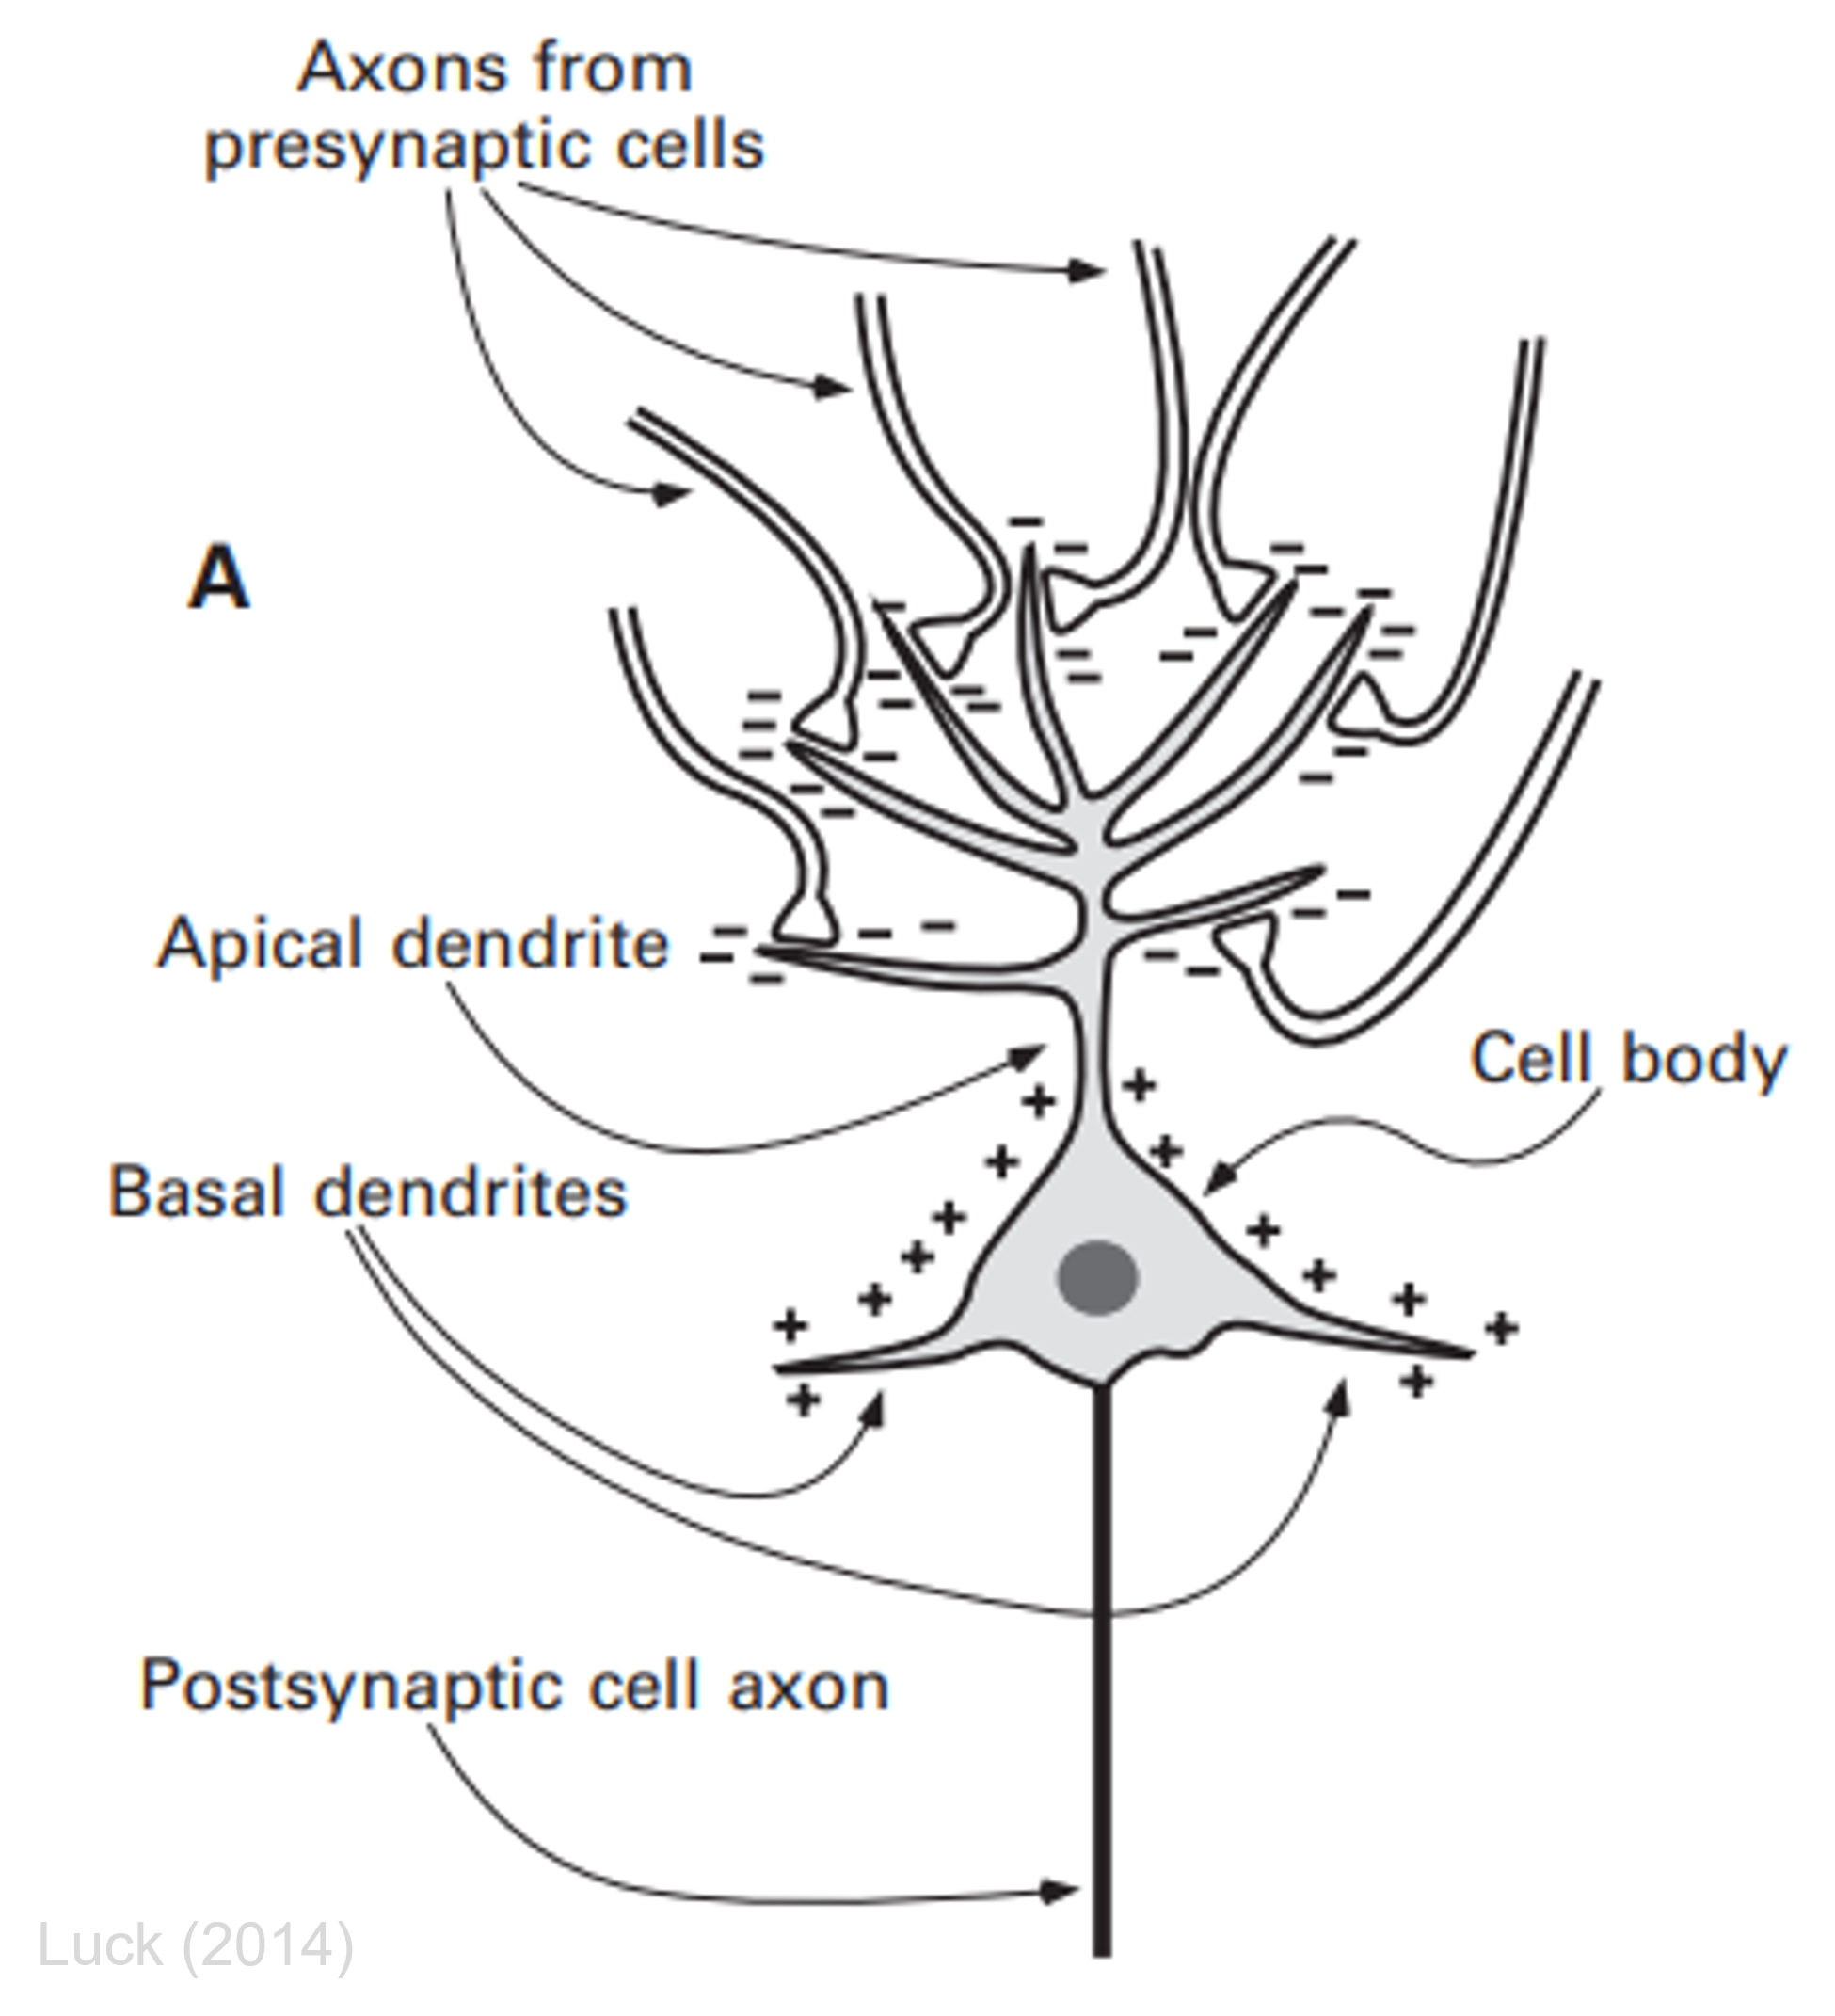 Axons from
presynaptic cells
A
Apical dendrite
Cell body
Basal dendrites
Postsynaptic cell axon
Luck (2014)